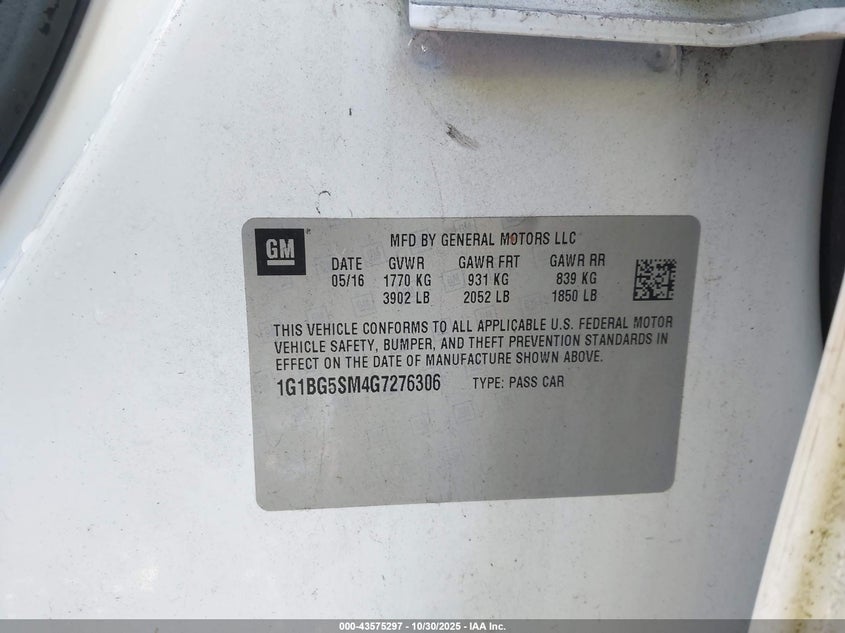 GM
MFD BY GENERAL MOTORS LLC
DATE GVWR GAWR FRT GAWR RR
05/16 1770 KG 931 KG 839 KG
3902 LB 2052 LB 1850 LB
THIS VEHICLE CONFORMS TO ALL APPLICABLE U.S. FEDERAL MOTOR
VEHICLE SAFETY, BUMPER, AND THEFT PREVENTION STANDARDS IN
EFFECT ON THE DATE OF MANUFACTURE SHOWN ABOVE.
1G1BG5SM4G7276306 TYPE: PASS CAR
000-43575297 - 10/30/2025 - IAA Inc.